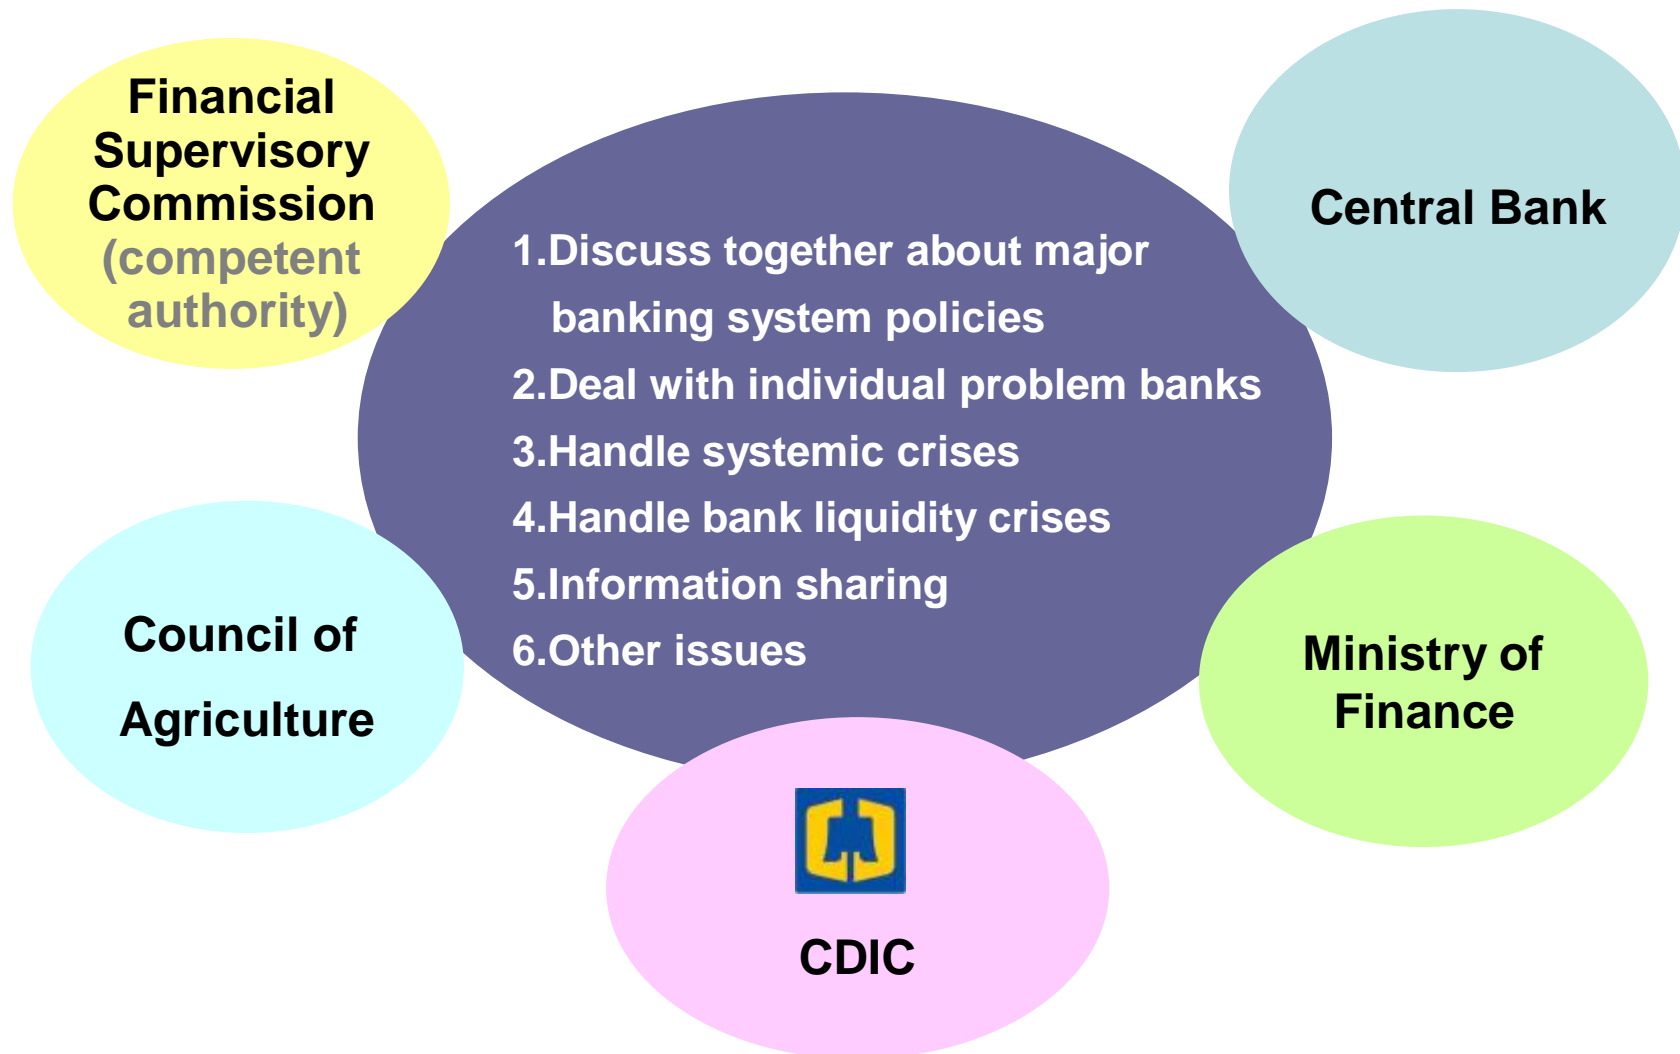 Financial
Supervisory
Commission
(competent
authority)
Central Bank
1.Discuss together about major
banking system policies
2.Deal with individual problem banks
3.Handle systemic crises
4.Handle bank liquidity crises
5.Information sharing
6.Other issues
Council of
Agriculture
Ministry of
Finance
CDIC